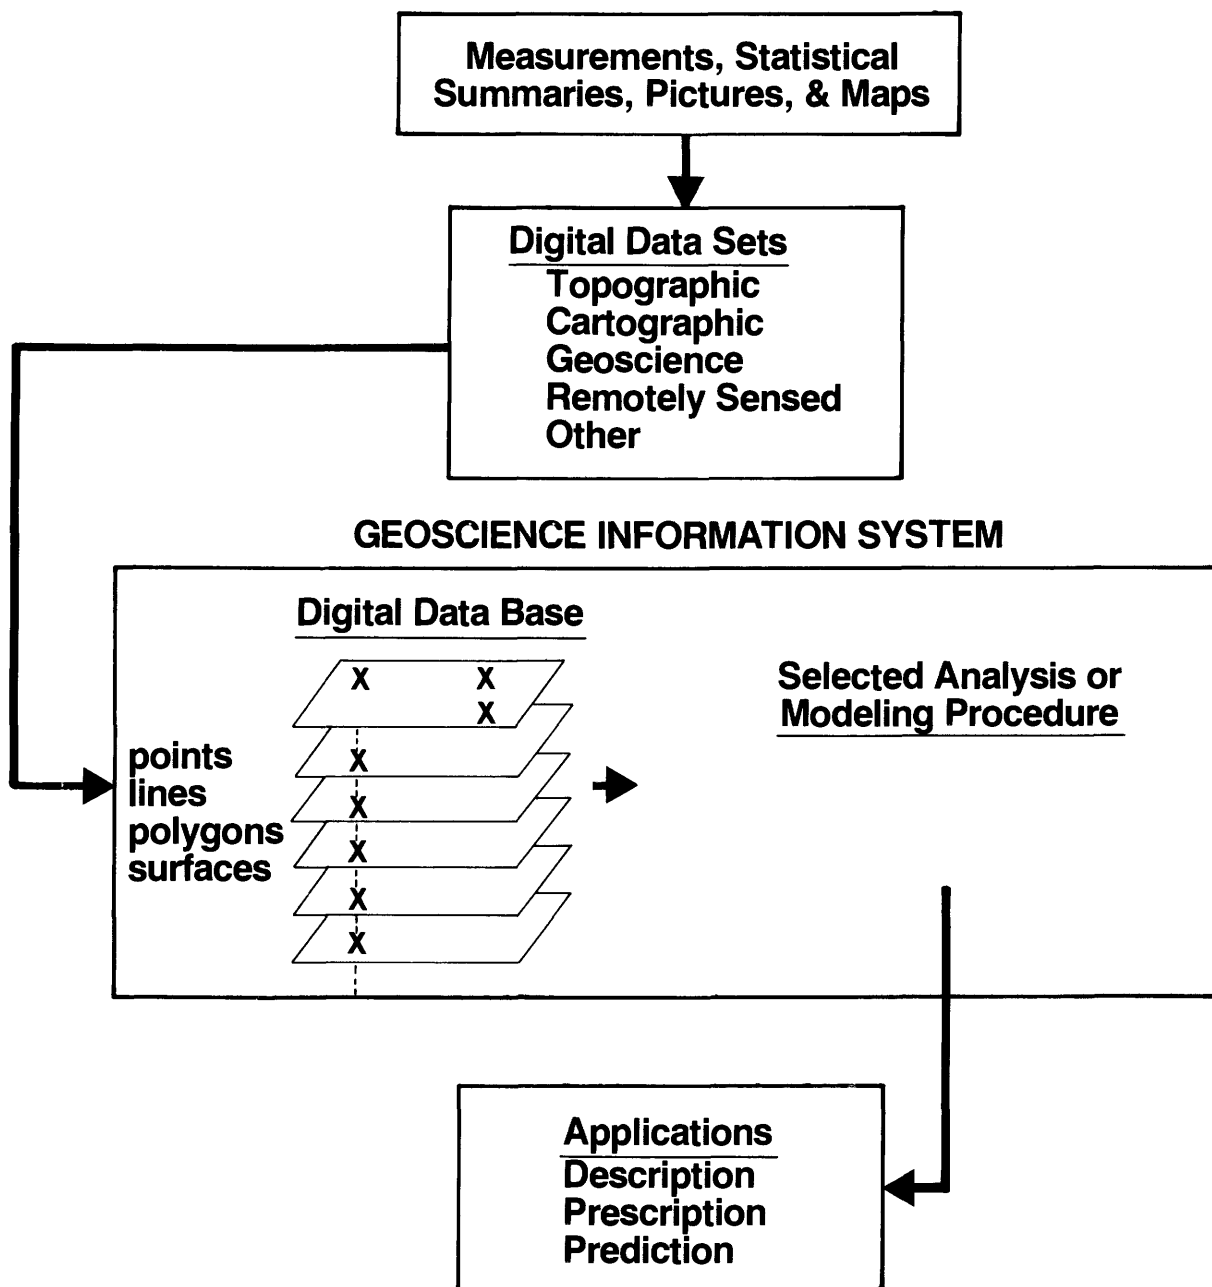 Measurements, Statistical
Summaries, Pictures, & Maps
Digital Data Sets
Topographic
Cartographic
Geoscience
Remotely Sensed
Other
GEOSCIENCE INFORMATION SYSTEM
Digital Data Base
X X
X
X
X
X
X
X
points
lines
polygons
surfaces
Selected Analysis or
Modeling Procedure
Applications
Description
Prescription
Prediction